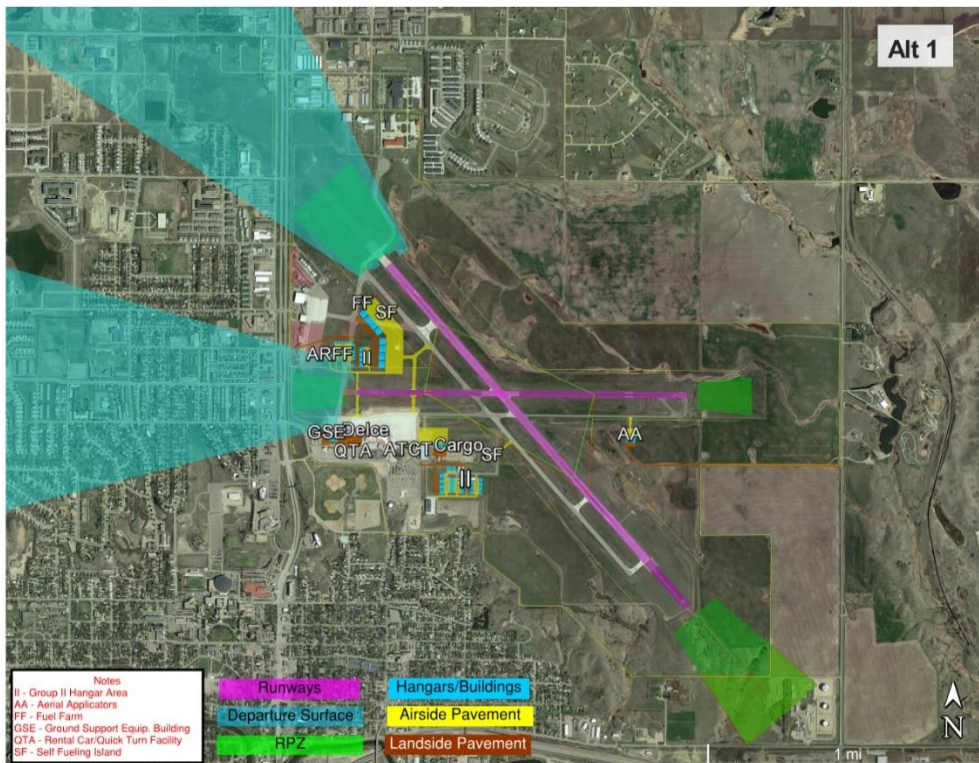 Alt 1
FF
SF
ARFF
II
AA
GSE
Delce
QTA
ATCT
Cargo
SF
II
Notes
II - Group II Hangar Area
AA - Aerial Applicators
FF - Fuel Farm
GSE - Ground Support Equip. Building
QTA - Rental Car/Quick Turn Facility
SF - Self Fueling Island
Runways
Departure Surface
RPZ
Hangars/Buildings
Airside Pavement
Landside Pavement
1 mi
N